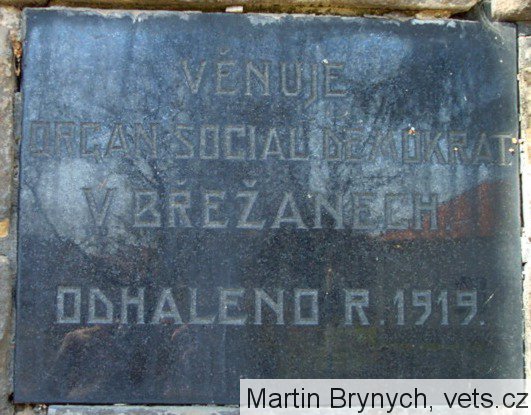 VĚNUJE
ORGAN. SOCIAL. DEMOKRAT.
V BŘEŽANECH.
ODHALENO R. 1919.
Martin Brynych, vets.cz